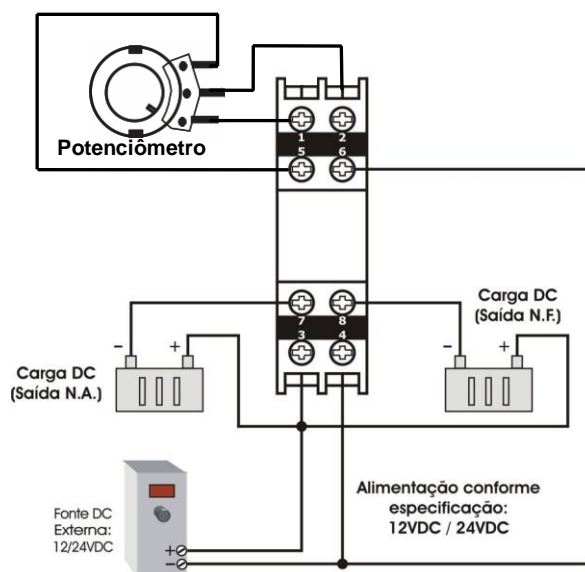 Potenciômetro
1 2
5 6
7 8
3 4
Carga DC
(Saída N.A.)
- +
Carga DC
(Saída N.F.)
- +
Fonte DC
Externa:
12/24VDC
+
-
Alimentação conforme
especificação:
12VDC / 24VDC